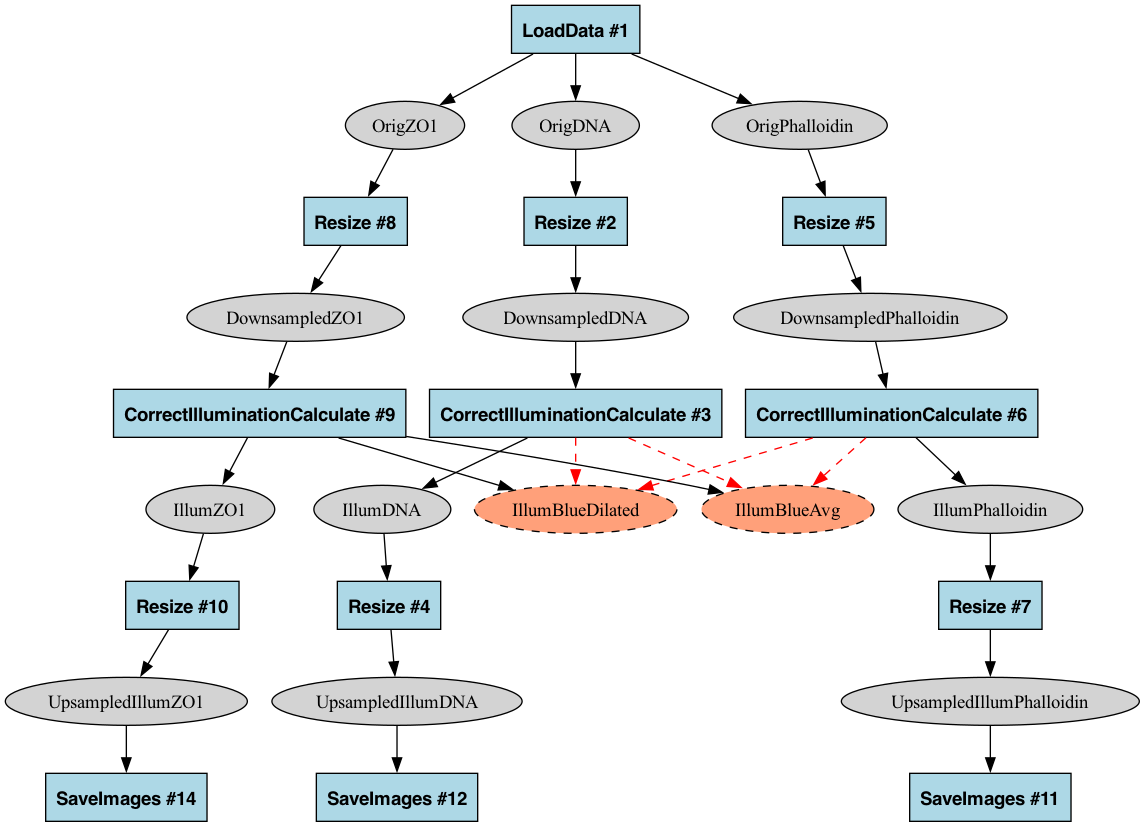 LoadData #1
OrigZO1
OrigDNA
OrigPhalloidin
Resize #8
Resize #2
Resize #5
DownsampledZO1
DownsampledDNA
DownsampledPhalloidin
CorrectIlluminationCalculate #9
CorrectIlluminationCalculate #3
CorrectIlluminationCalculate #6
IllumZO1
IllumDNA
IllumBlueDilated
IllumBlueAvg
IllumPhalloidin
Resize #10
Resize #4
Resize #7
UpsampledIllumZO1
UpsampledIllumDNA
UpsampledIllumPhalloidin
SaveImages #14
SaveImages #12
SaveImages #11